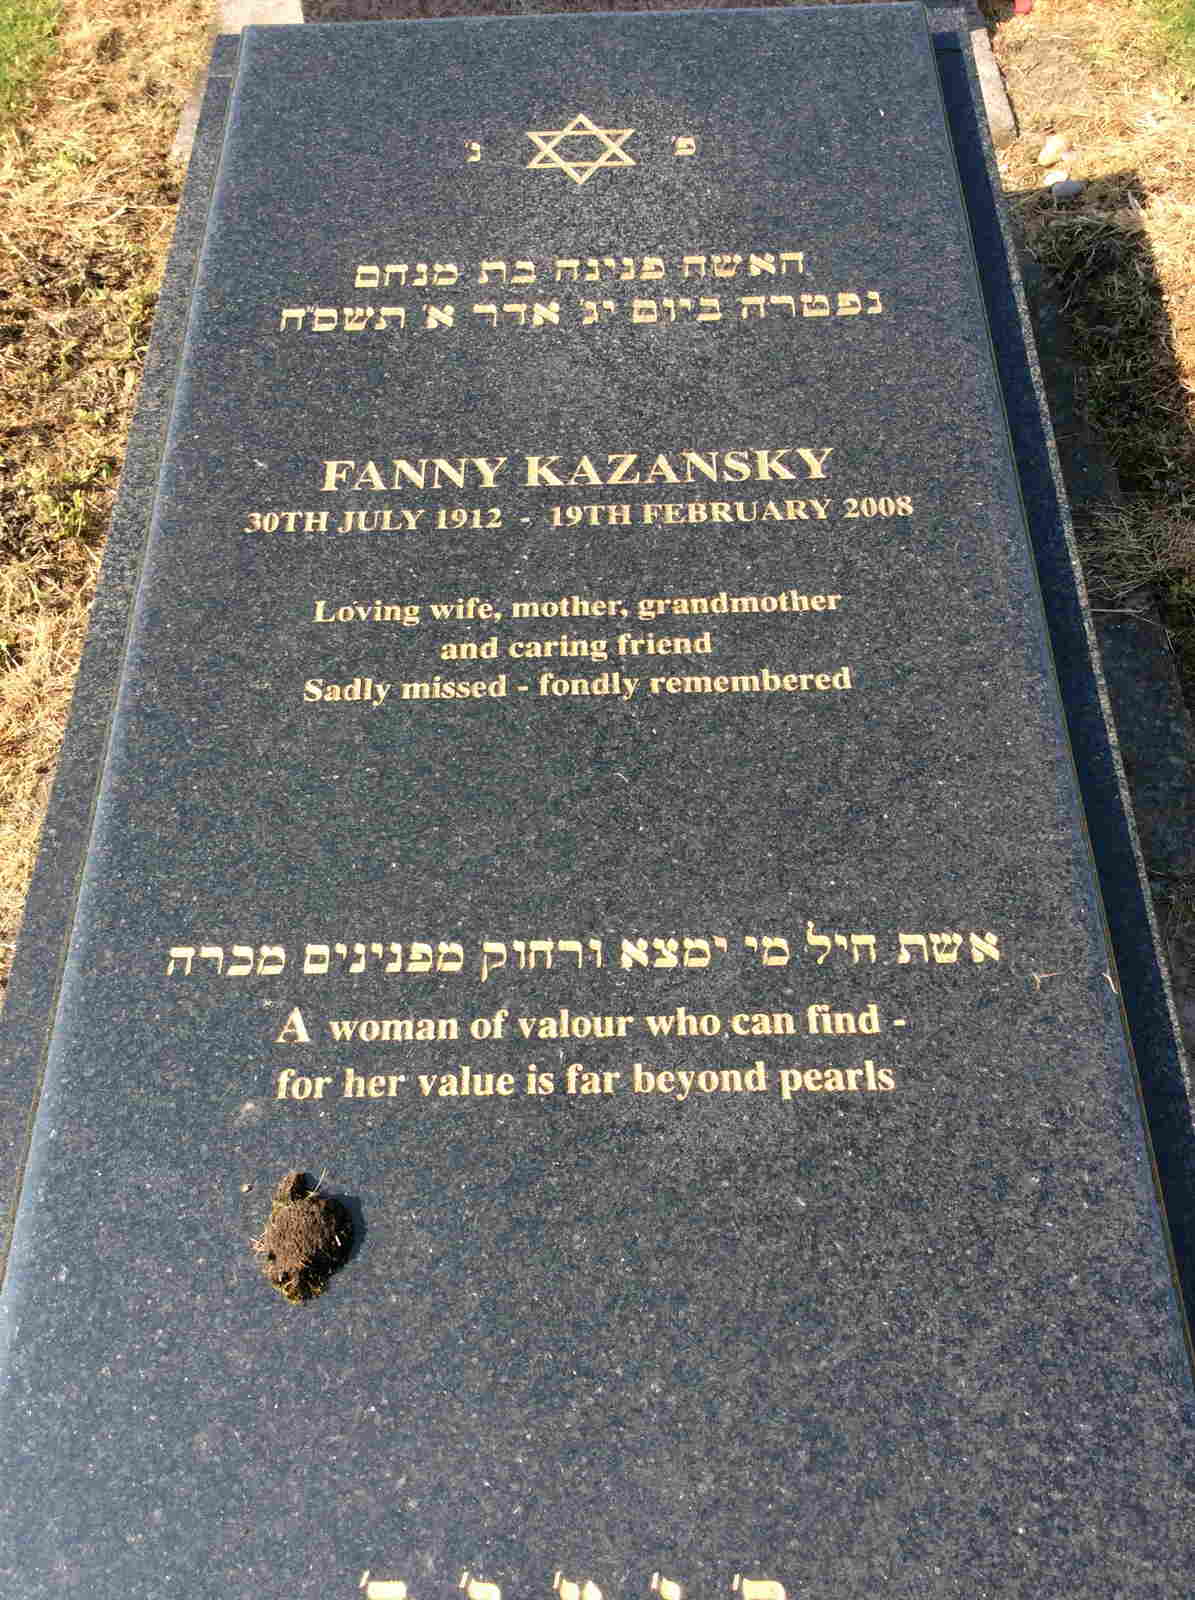 פ נ'
האשה פנינה בת מנחם
נפטרה ביום יג' אדר א' תשס"ח
FANNY KAZANSKY
30TH JULY 1912 - 19TH FEBRUARY 2008
Loving wife, mother, grandmother
and caring friend
Sadly missed - fondly remembered
אשת חיל מי ימצא ורחוק מפנינים מכרה
A woman of valour who can find -
for her value is far beyond pearls